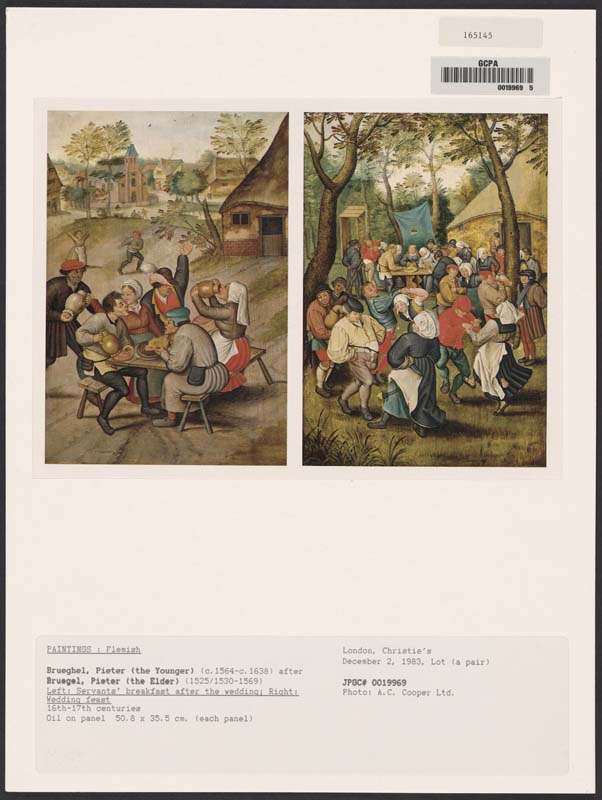 165145
GCPA
0019969 5
PAINTINGS : Flemish
Brueghel, Pieter (the Younger) (c.1564-c.1638) after
Bruegel, Pieter (the Elder) (1525/1530-1569)
Left: Servants' breakfast after the wedding; Right:
Wedding feast
16th-17th centuries
Oil on panel 50.8 x 35.5 cm. (each panel)
London, Christie's
December 2, 1983, Lot (a pair)
JPGC# 0019969
Photo: A.C. Cooper Ltd.